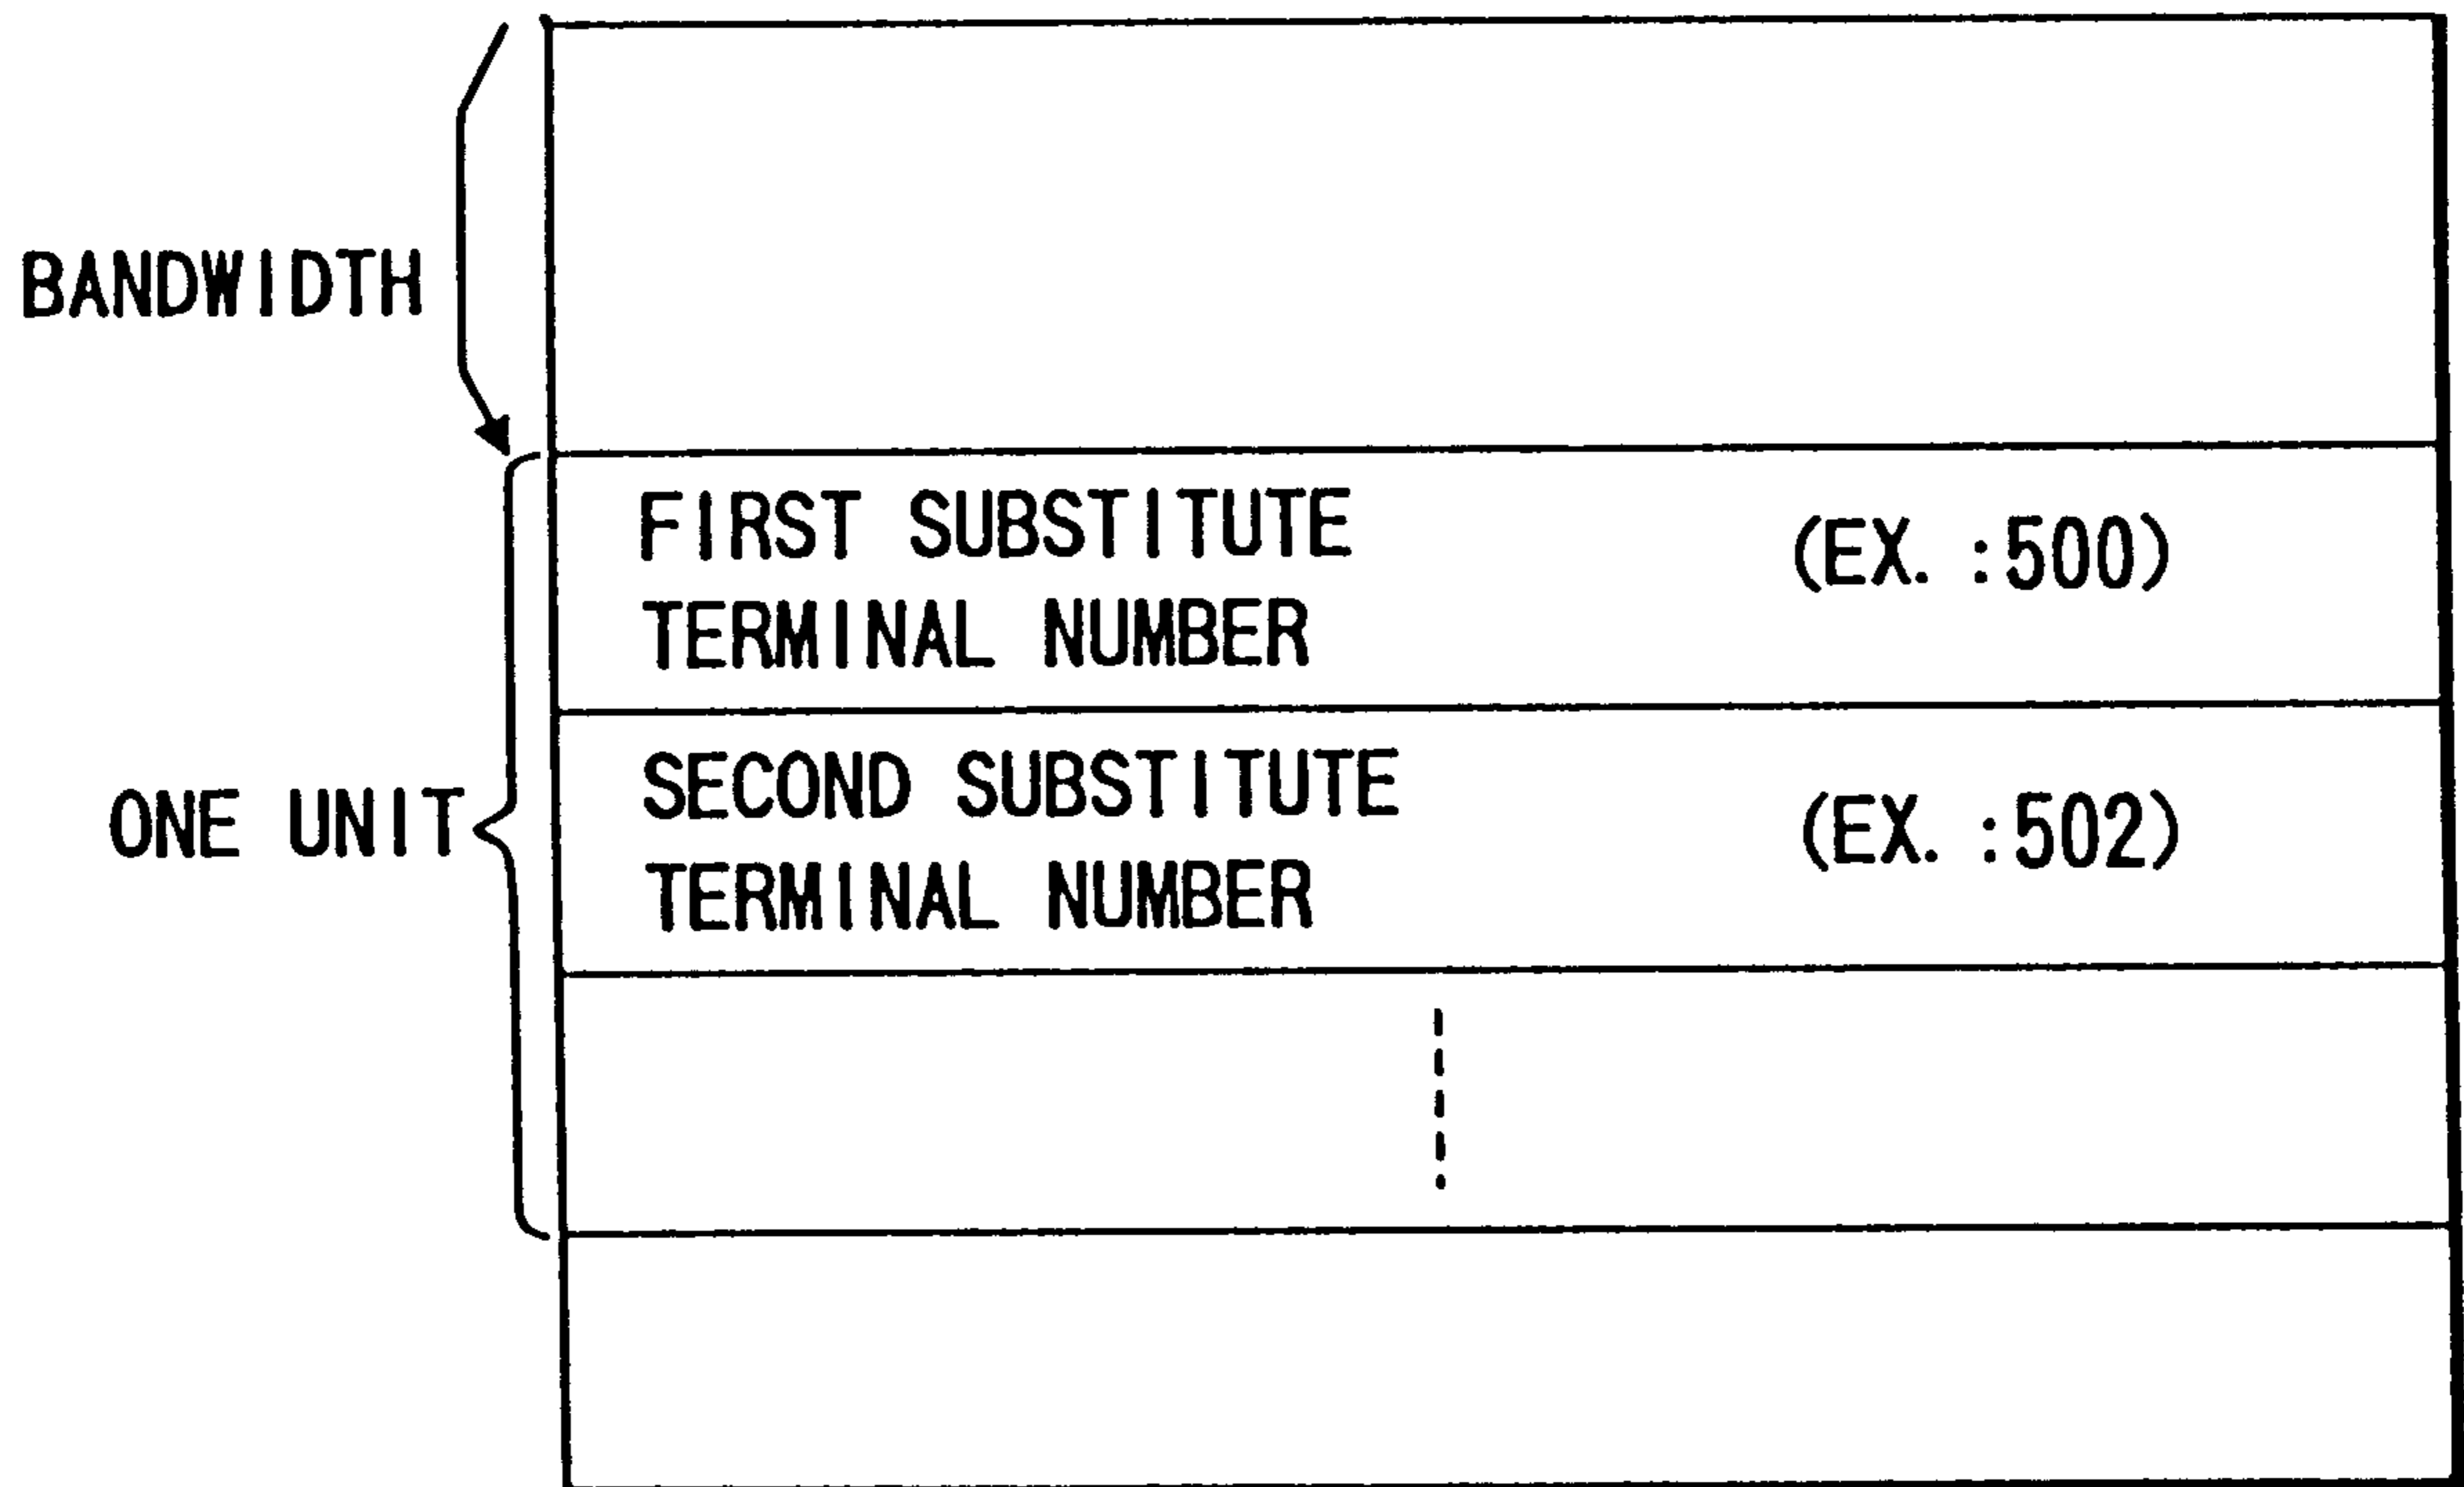 BANDWIDTH
FIRST SUBSTITUTE
TERMINAL NUMBER
(EX. :500)
SECOND SUBSTITUTE
TERMINAL NUMBER
(EX. :502)
ONE UNIT